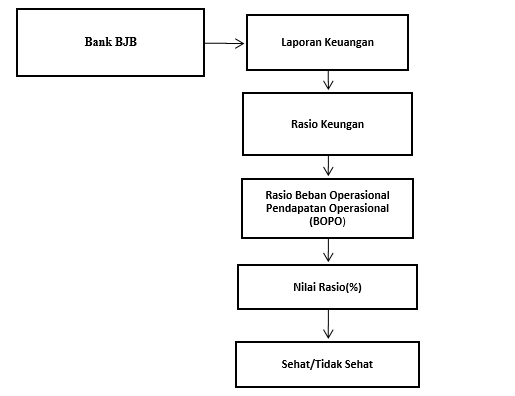 Bank BJB
Laporan Keuangan
Rasio Keungan
Rasio Beban Operasional
Pendapatan Operasional
(BOPO)
Nilai Rasio(%)
Sehat/Tidak Sehat